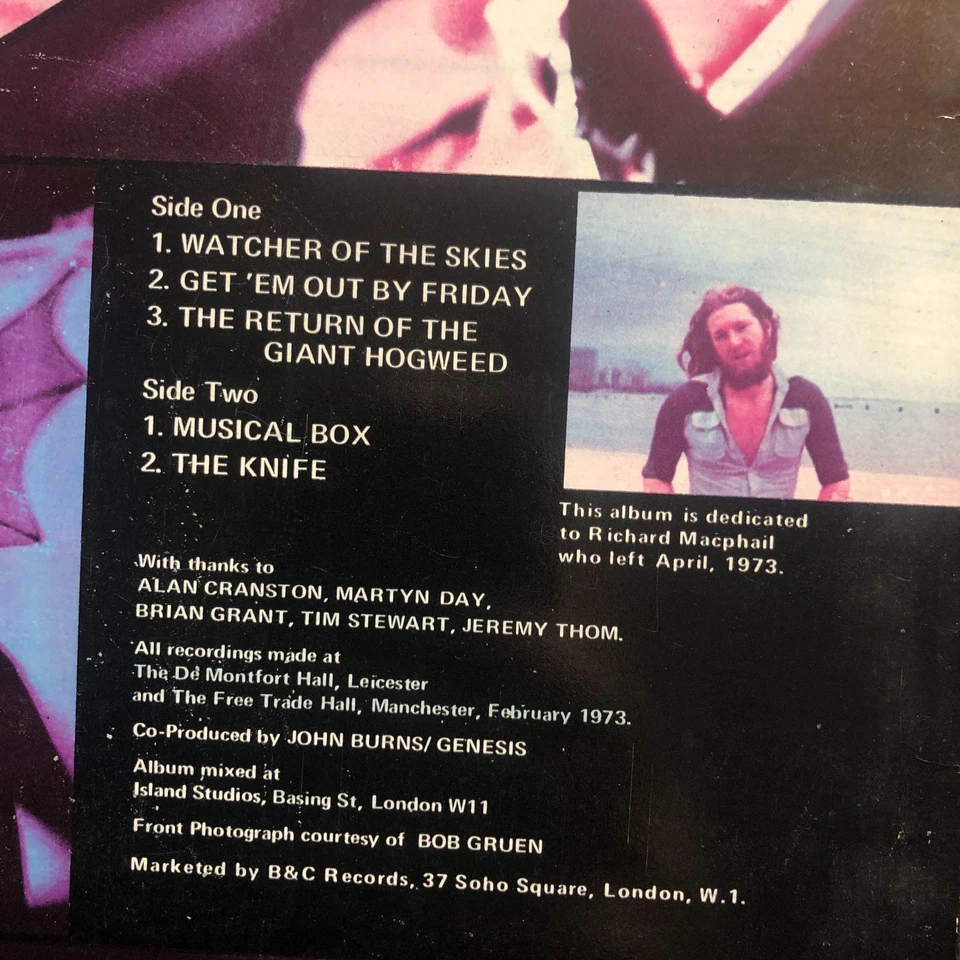 Side One
1. WATCHER OF THE SKIES
2. GET 'EM OUT BY FRIDAY
3. THE RETURN OF THE
GIANT HOGWEED
Side Two
1. MUSICAL BOX
2. THE KNIFE
This album is dedicated
to Richard Macphail
who left April, 1973.
With thanks to
ALAN CRANSTON, MARTYN DAY,
BRIAN GRANT, TIM STEWART, JEREMY THOM.
All recordings made at
The De Montfort Hall, Leicester
and The Free Trade Hall, Manchester, February 1973.
Co-Produced by JOHN BURNS/ GENESIS
Album mixed at
Island Studios, Basing St, London W11
Front Photograph courtesy of BOB GRUEN
Marketed by B&C Records, 37 Soho Square, London, W.1.